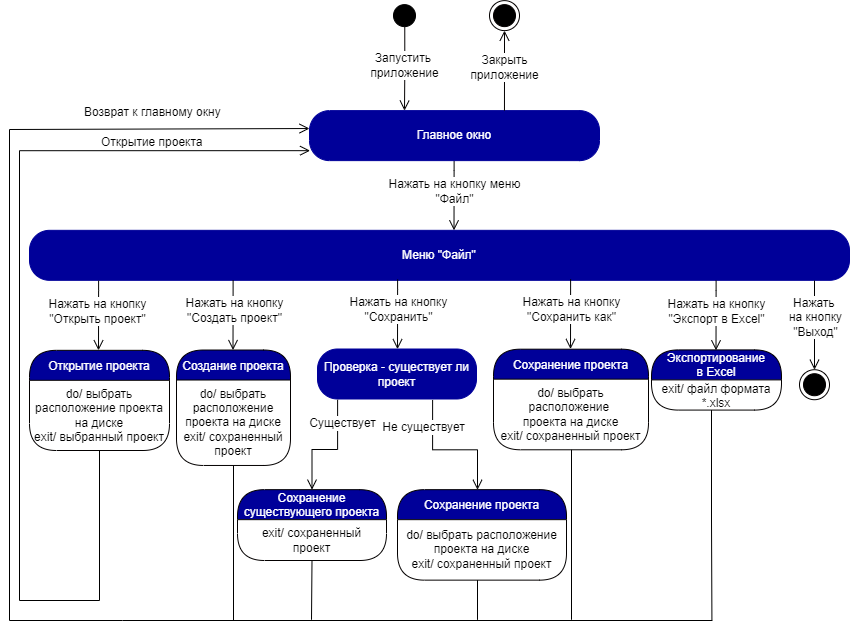 Запустить
приложение
Закрыть
приложение
Возврат к главному окну
Открытие проекта
Главное окно
Нажать на кнопку меню
"Файл"
Меню "Файл"
Нажать на кнопку
"Открыть проект"
Нажать на кнопку
"Создать проект"
Нажать на кнопку
"Сохранить"
Нажать на кнопку
"Сохранить как"
Нажать на кнопку
"Экспорт в Excel"
Нажать
на кнопку
"Выход"
Открытие проекта
do/ выбрать
расположение проекта
на диске
exit/ выбранный проект
Создание проекта
do/ выбрать
расположение
проекта на диске
exit/ сохраненный
проект
Проверка - существует ли
проект
Сохранение проекта
do/ выбрать
расположение
проекта на диске
exit/ сохраненный проект
Экспортирование
в Excel
exit/ файл формата
*.xlsx
Существует
Не существует
Сохранение
существующего проекта
exit/ сохраненный
проект
Сохранение проекта
do/ выбрать расположение
проекта на диске
exit/ сохраненный проект